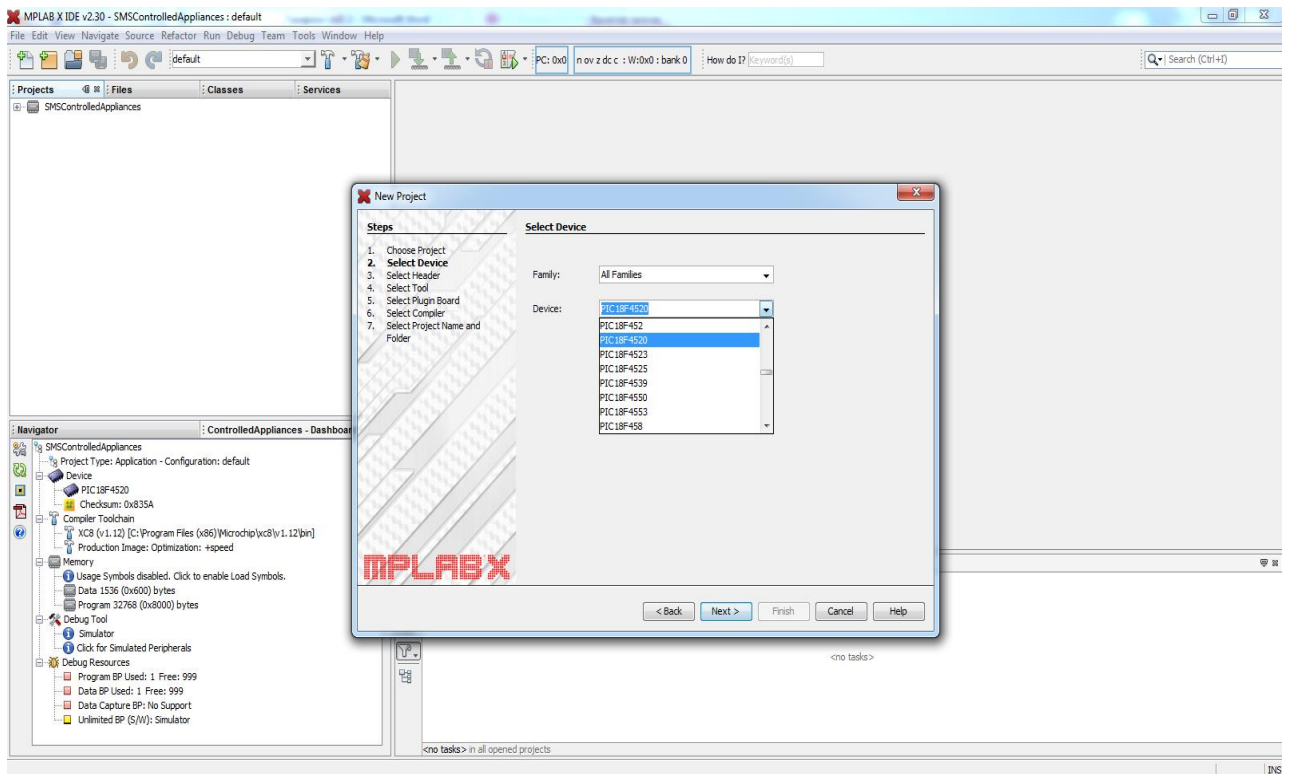 MPLAB X IDE v2.30 - SMSControlledAppliances : default
File Edit View Navigate Source Refactor Run Debug Team Tools Window Help
default
PC: 0x0
n ov z dc c : W:0x0 : bank 0
How do I? Keyword(s)
Search (Ctrl+I)
Projects
Files
Classes
Services
SMSControlledAppliances
New Project
Steps
1. Choose Project
2. Select Device
3. Select Header
4. Select Tool
5. Select Plugin Board
6. Select Compiler
7. Select Project Name and
Folder
MPLAB X
Select Device
Family: All Families
Device: PIC18F4520
PIC18F452
PIC18F4520
PIC18F4523
PIC18F4525
PIC18F4539
PIC18F4550
PIC18F4553
PIC18F458
< Back Next > Finish Cancel Help
Navigator
: ControlledAppliances - Dashboar
SMSControlledAppliances
Project Type: Application - Configuration: default
Device
PIC18F4520
Checksum: 0x835A
Compiler Toolchain
XC8 (v1.12) [C:\Program Files (x86)\Microchip\xc8\v1.12\bin]
Production Image: Optimization: +speed
Memory
Usage Symbols disabled. Click to enable Load Symbols.
Data 1536 (0x600) bytes
Program 32768 (0x8000) bytes
Debug Tool
Simulator
Click for Simulated Peripherals
Debug Resources
Program BP Used: 1 Free: 999
Data BP Used: 1 Free: 999
Data Capture BP: No Support
Unlimited BP (S/W): Simulator
<no tasks>
<no tasks> in all opened projects
INS